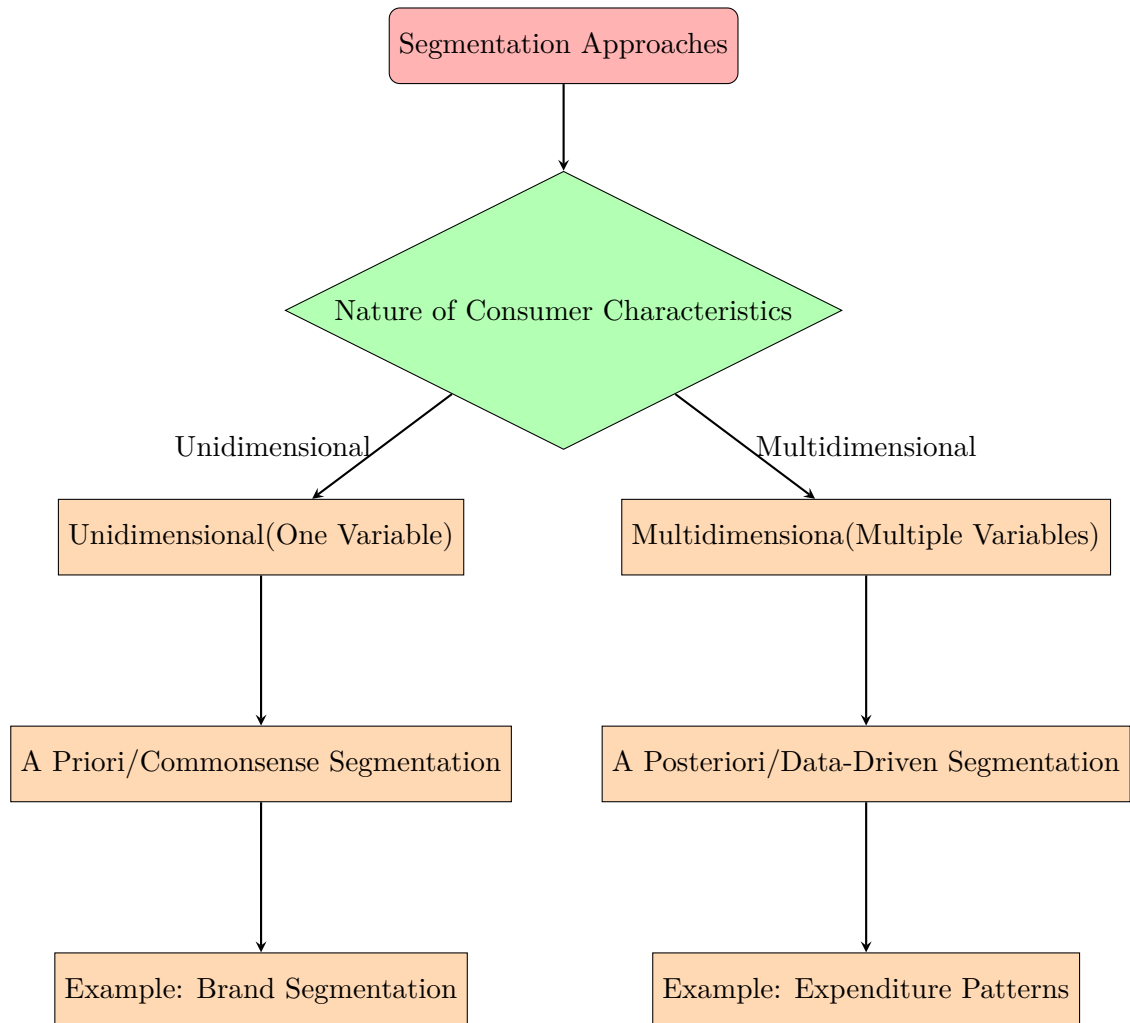 Segmentation Approaches
Nature of Consumer Characteristics
Unidimensional
Multidimensional
Unidimensional(One Variable)
Multidimensiona(Multiple Variables)
A Priori/Commonsense Segmentation
A Posteriori/Data-Driven Segmentation
Example: Brand Segmentation
Example: Expenditure Patterns